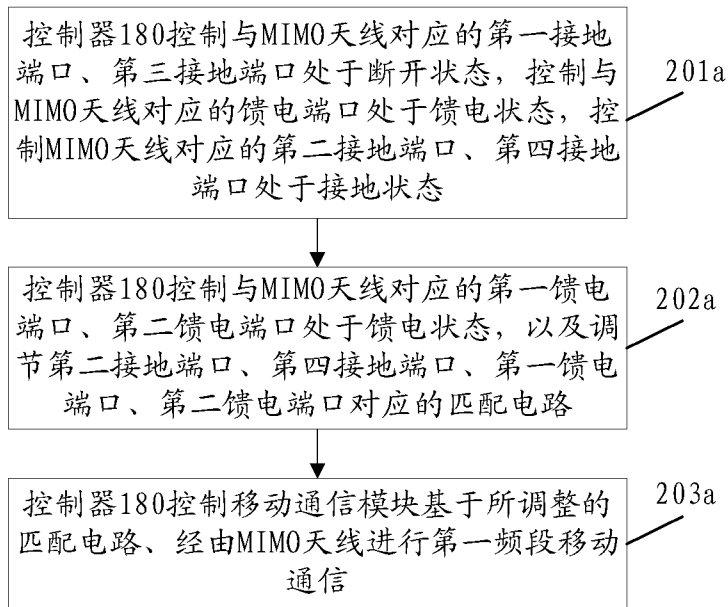 控制器180控制与MIMO天线对应的第一接地
端口、第三接地端口处于断开状态，控制与
MIMO天线对应的馈电端口处于馈电状态，控
制MIMO天线对应的第二接地端口、第四接地
端口处于接地状态
201a
控制器180控制与MIMO天线对应的第一馈电
端口、第二馈电端口处于馈电状态，以及调
节第二接地端口、第四接地端口、第一馈电
端口、第二馈电端口对应的匹配电路
202a
控制器180控制移动通信模块基于所调整的
匹配电路、经由MIMO天线进行第一频段移动
通信
203a